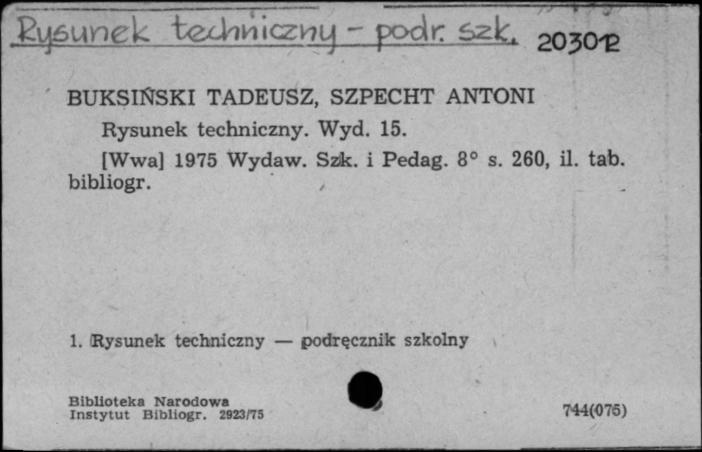 Rysunek techniczny - podr. szk.
203012
BUKSIŃSKI TADEUSZ, SZPECHT ANTONI
Rysunek techniczny. Wyd. 15.
[Wwa] 1975 Wydaw. Szk. i Pedag. 8° s. 260, il. tab.
bibliogr.
1. Rysunek techniczny — podręcznik szkolny
Biblioteka Narodowa
Instytut Bibliogr. 2923/75
744(075)